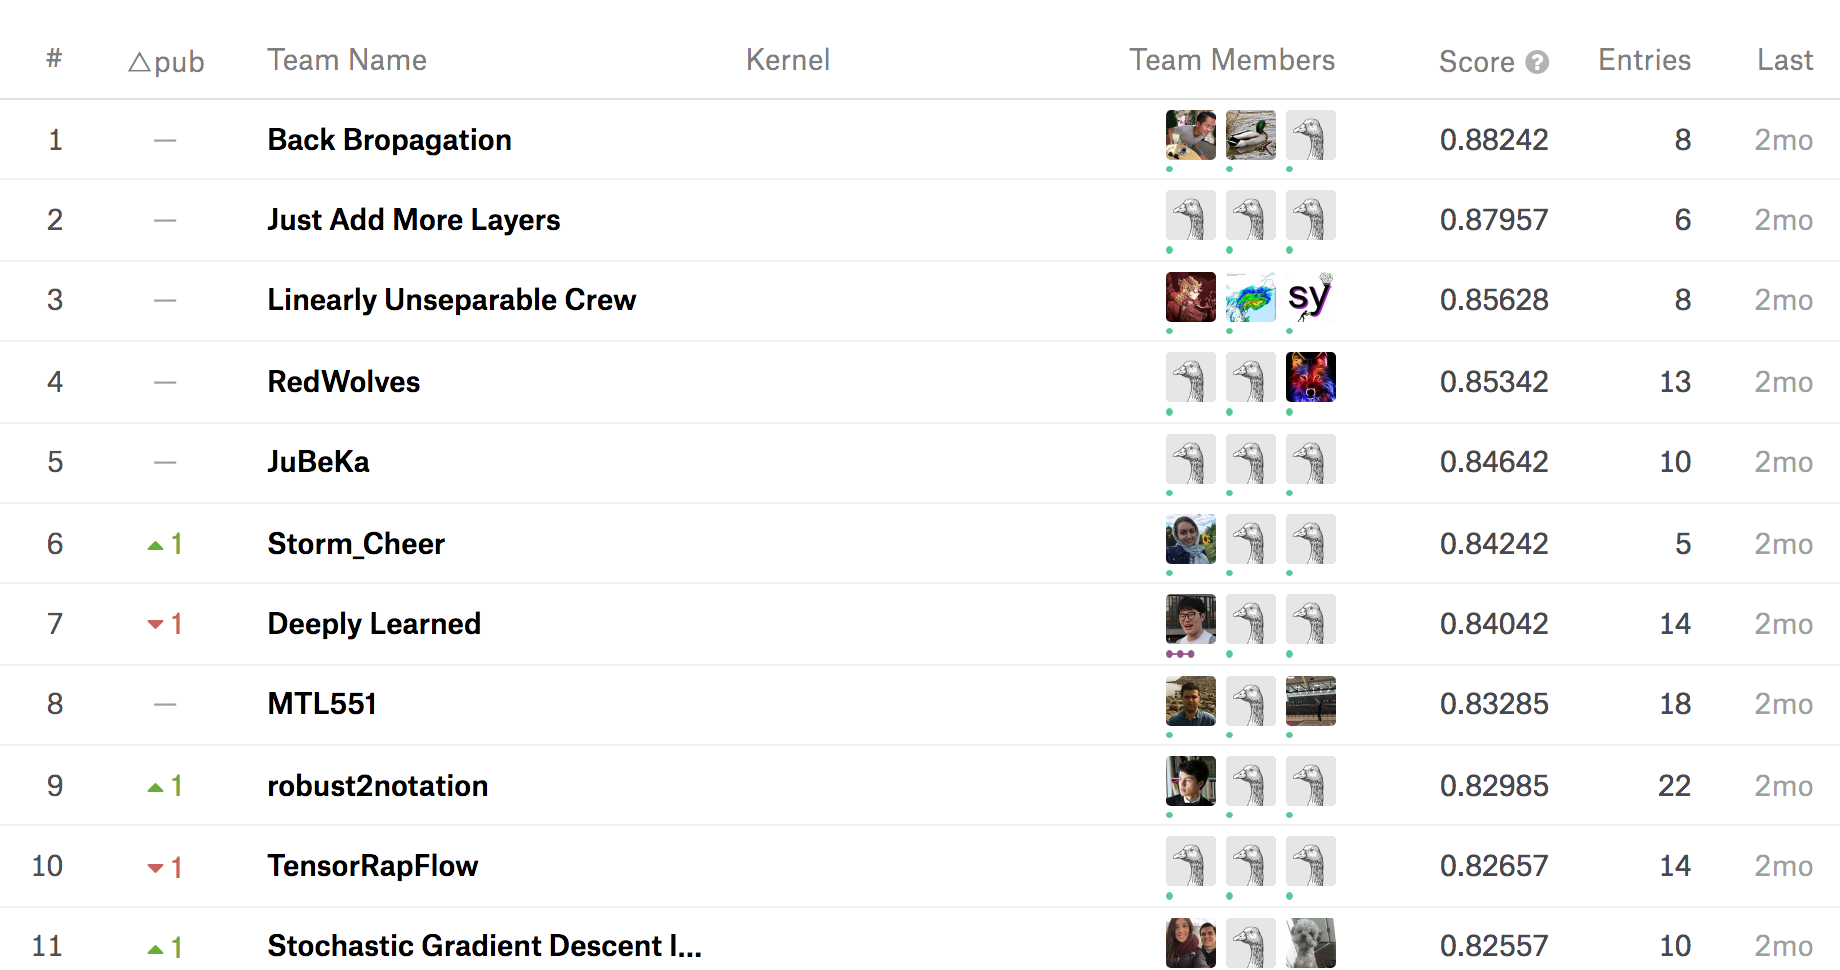 # △pub Team Name Kernel Team Members Score ? Entries Last
1 — Back Bropagation 0.88242 8 2mo
2 — Just Add More Layers 0.87957 6 2mo
3 — Linearly Unseparable Crew sy 0.85628 8 2mo
4 — RedWolves 0.85342 13 2mo
5 — JuBeKa 0.84642 10 2mo
6 ▲1 Storm_Cheer 0.84242 5 2mo
7 ▼1 Deeply Learned 0.84042 14 2mo
8 — MTL551 0.83285 18 2mo
9 ▲1 robust2notation 0.82985 22 2mo
10 ▼1 TensorRapFlow 0.82657 14 2mo
11 ▲1 Stochastic Gradient Descent I... 0.82557 10 2mo